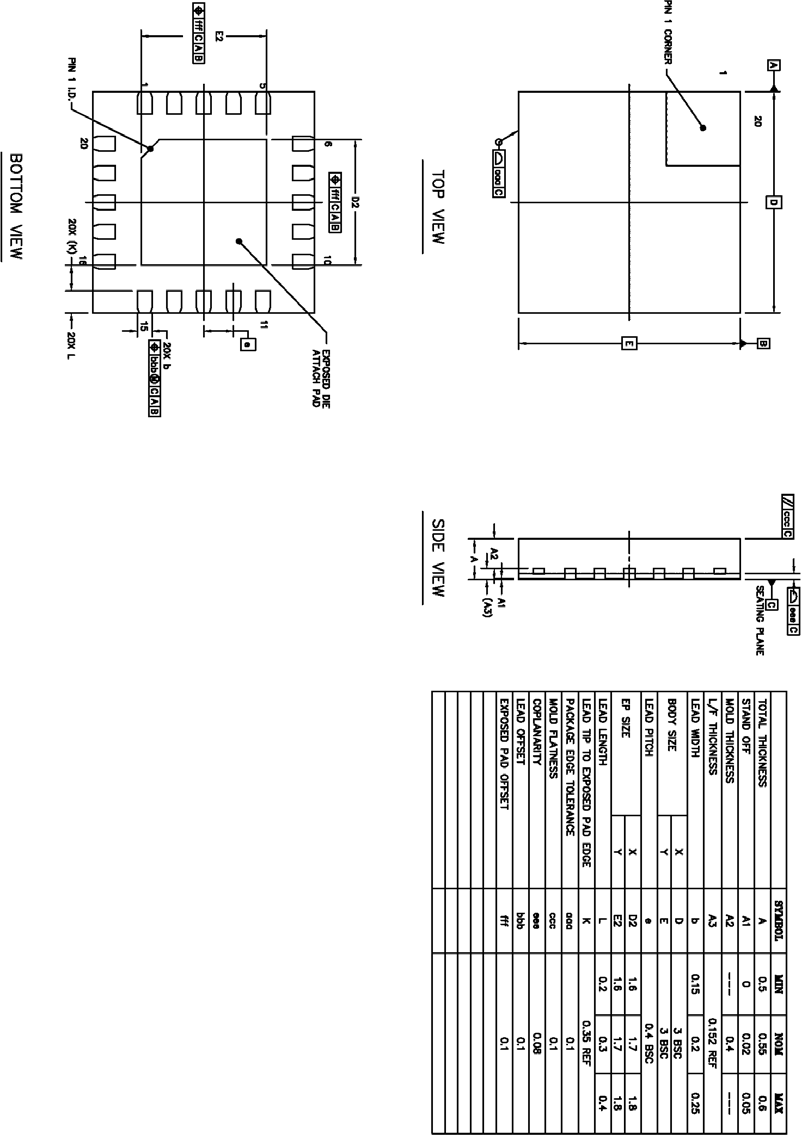 PIN 1 CORNER
1
20
A
D
B
E
aaa C
TOP VIEW
ccc C
eee C
C
SEATING PLANE
A2
A
A1
(A3)
SIDE VIEW
E2
fff C A B
PIN 1 I.D.
1
5
6
10
11
15
16
20
D2
fff C A B
e
20X (K)
20X L
20X b
bbb M C A B
EXPOSED DIE
ATTACH PAD
BOTTOM VIEW
SYMBOL MIN NOM MAX
TOTAL THICKNESS A 0.5 0.55 0.6
STAND OFF A1 0 0.02 0.05
MOLD THICKNESS A2 --- 0.4 ---
L/F THICKNESS A3 0.152 REF
LEAD WIDTH b 0.15 0.2 0.25
BODY SIZE X D 3 BSC
Y E 3 BSC
LEAD PITCH e 0.4 BSC
EP SIZE X D2 1.6 1.7 1.8
Y E2 1.6 1.7 1.8
LEAD LENGTH L 0.2 0.3 0.4
LEAD TIP TO EXPOSED PAD EDGE K 0.35 REF
PACKAGE EDGE TOLERANCE aaa 0.1
MOLD FLATNESS ccc 0.1
COPLANARITY eee 0.08
LEAD OFFSET bbb 0.1
EXPOSED PAD OFFSET fff 0.1